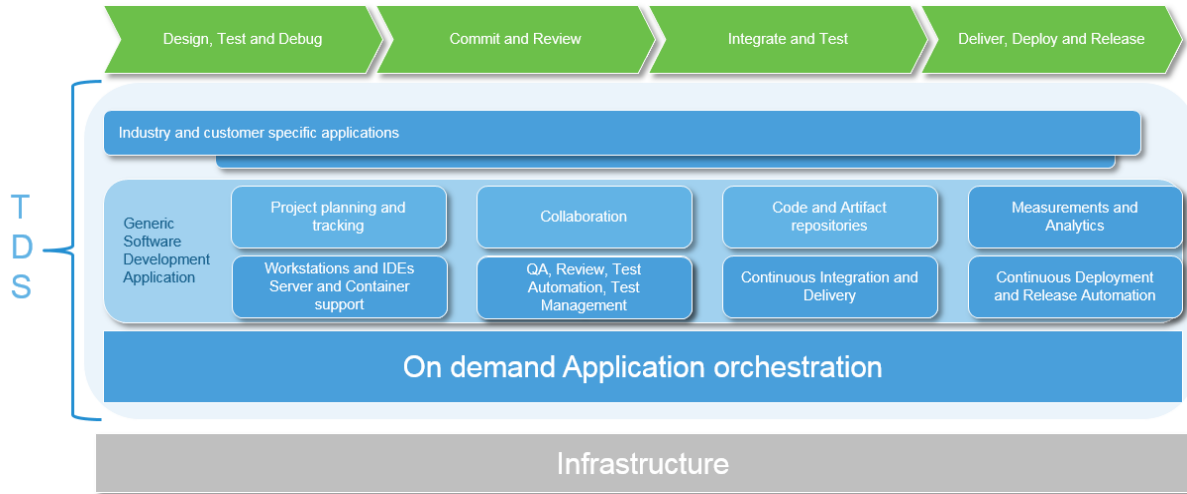 Design, Test and Debug
Commit and Review
Integrate and Test
Deliver, Deploy and Release
Industry and customer specific applications
T
D
S
Generic
Software
Development
Application
Project planning and
tracking
Collaboration
Code and Artifact
repositories
Measurements and
Analytics
Workstations and IDEs
Server and Container
support
QA, Review, Test
Automation, Test
Management
Continuous Integration and
Delivery
Continuous Deployment
and Release Automation
On demand Application orchestration
Infrastructure